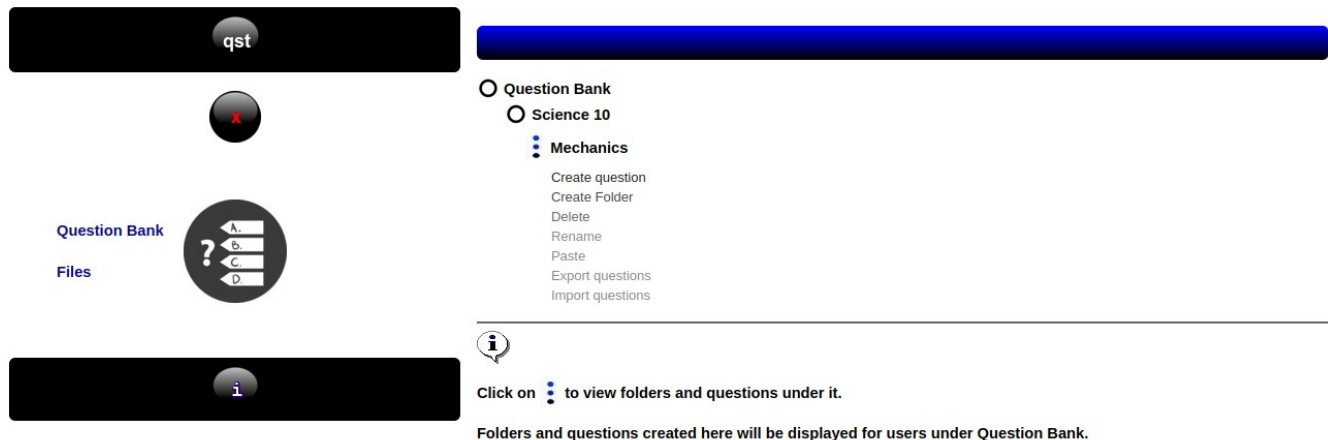 qst
x
Question Bank
Files
?
A.
B.
C.
D.
i
Question Bank
Science 10
Mechanics
Create question
Create Folder
Delete
Rename
Paste
Export questions
Import questions
i
Click on to view folders and questions under it.
Folders and questions created here will be displayed for users under Question Bank.